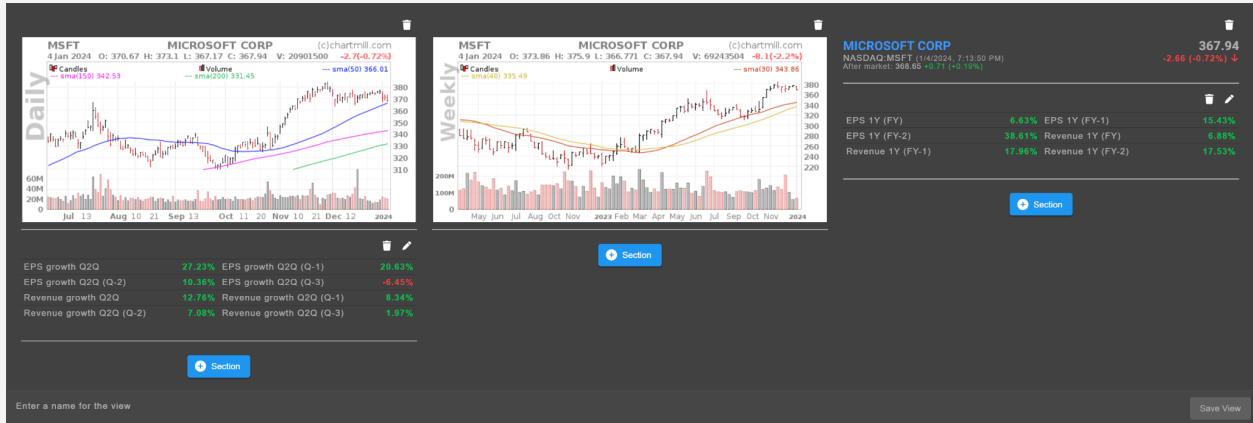 MSFT MICROSOFT CORP (c)chartmill.com
4 Jan 2024 O: 370.67 H: 373.1 L: 367.17 C: 367.94 V: 20901500 -2.7(-0.72%)
Candles Volume --- sma(50) 366.01
--- sma(150) 342.53 --- sma(200) 331.45
Daily
380
370
360
350
340
330
320
310
60M
40M
20M
0
Jul 13 Aug 10 21 Sep 13 Oct 11 20 Nov 10 21 Dec 12 2024
EPS growth Q2Q 27.23% EPS growth Q2Q (Q-1) 20.63%
EPS growth Q2Q (Q-2) 10.36% EPS growth Q2Q (Q-3) -6.45%
Revenue growth Q2Q 12.76% Revenue growth Q2Q (Q-1) 8.34%
Revenue growth Q2Q (Q-2) 7.08% Revenue growth Q2Q (Q-3) 1.97%
Section
MSFT MICROSOFT CORP (c)chartmill.com
4 Jan 2024 O: 373.86 H: 375.9 L: 366.771 C: 367.94 V: 69243504 -8.1(-2.2%)
Candles Volume --- sma(30) 343.86
--- sma(40) 335.49
Weekly
380
360
340
320
300
280
260
240
220
200M
100M
0
May Jun Jul Aug Oct Nov 2023 Feb Mar Apr May Jun Jul Sep Oct Nov 2024
Section
MICROSOFT CORP 367.94
NASDAQ:MSFT (1/4/2024, 7:13:50 PM) -2.66 (-0.72%)
After market: 368.65 +0.71 (+0.19%)
EPS 1Y (FY) 6.63% EPS 1Y (FY-1) 15.43%
EPS 1Y (FY-2) 38.61% Revenue 1Y (FY) 6.88%
Revenue 1Y (FY-1) 17.96% Revenue 1Y (FY-2) 17.53%
Section
Enter a name for the view
Save View